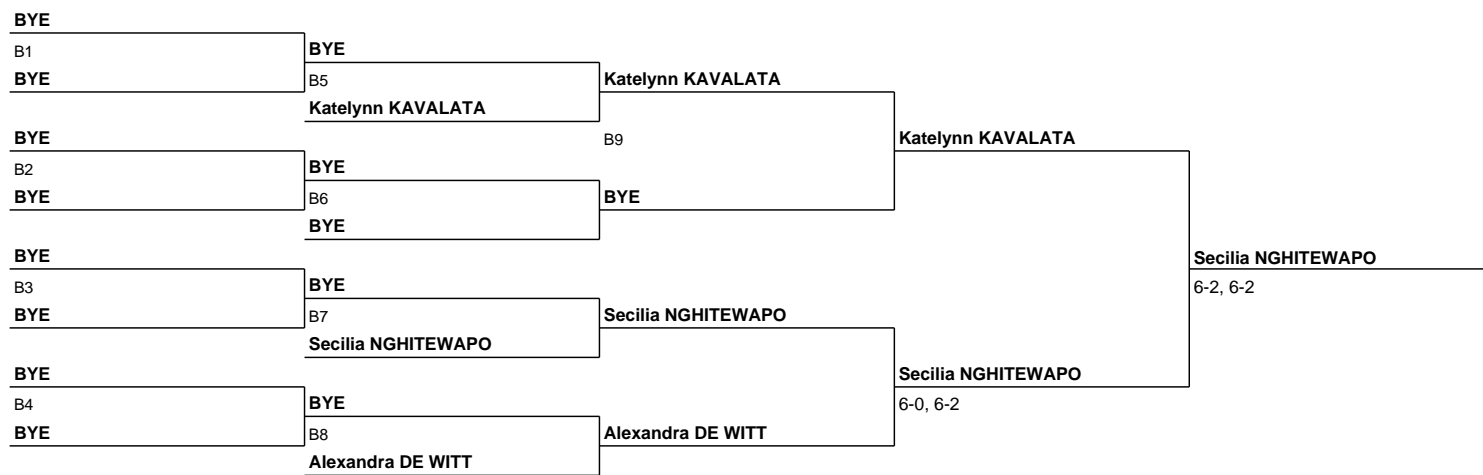 BYE
B1
BYE
BYE
B5
Katelynn KAVALATA
Katelynn KAVALATA
BYE
B2
BYE
BYE
B6
BYE
B9
BYE
Katelynn KAVALATA
BYE
B3
BYE
BYE
B7
Secilia NGHITEWAPO
Secilia NGHITEWAPO
BYE
B4
BYE
BYE
B8
Alexandra DE WITT
Alexandra DE WITT
Secilia NGHITEWAPO
6-0, 6-2
Secilia NGHITEWAPO
6-2, 6-2